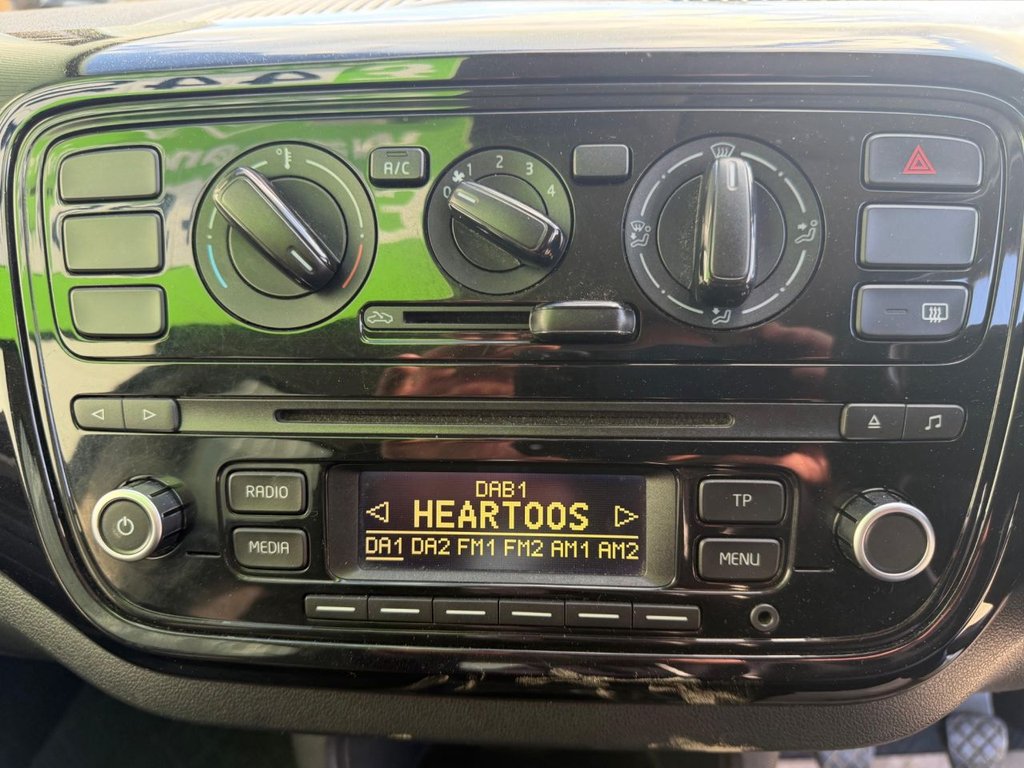 A/C
0 1 2 3 4
RADIO
MEDIA
DAB1
HEARTOOS
DA1 DA2 FM1 FM2 AM1 AM2
TP
MENU